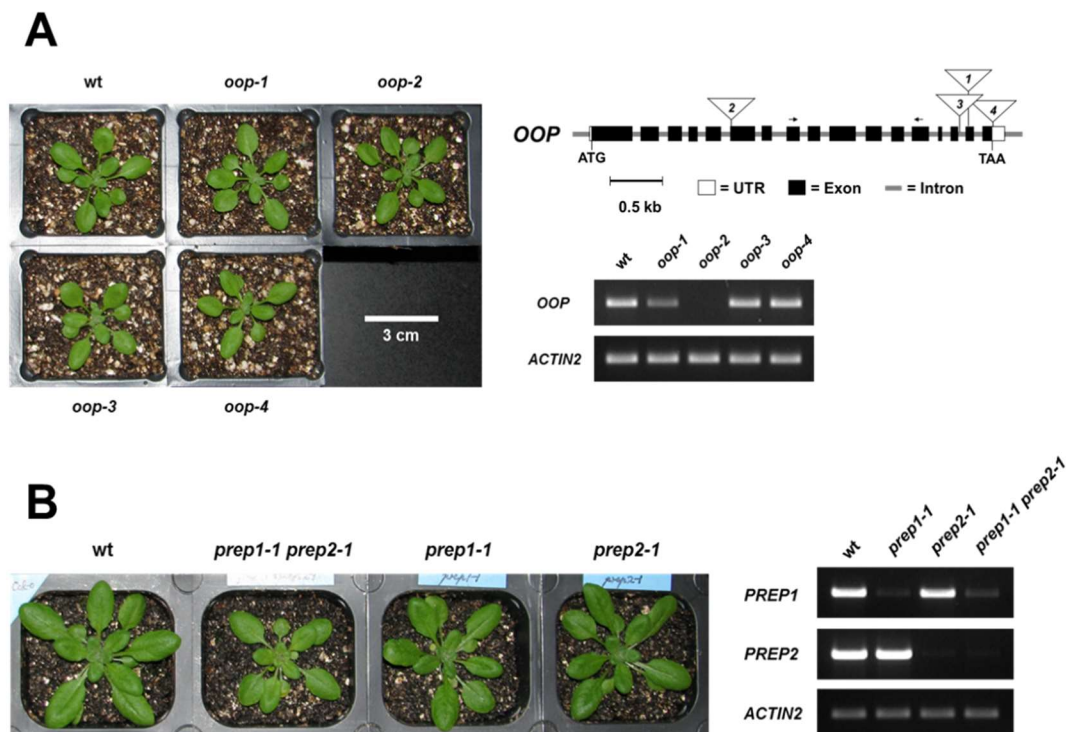 A
wt
oop-1
oop-2
oop-3
oop-4
3 cm
1
2
3
4
OOP
ATG
TAA
0.5 kb
= UTR
= Exon
= Intron
wt
oop-1
oop-2
oop-3
oop-4
OOP
ACTIN2
B
wt
prep1-1 prep2-1
prep1-1
prep2-1
prep2-1
wt
prep1-1
prep2-1
prep1-1 prep2-1
PREP1
PREP2
ACTIN2